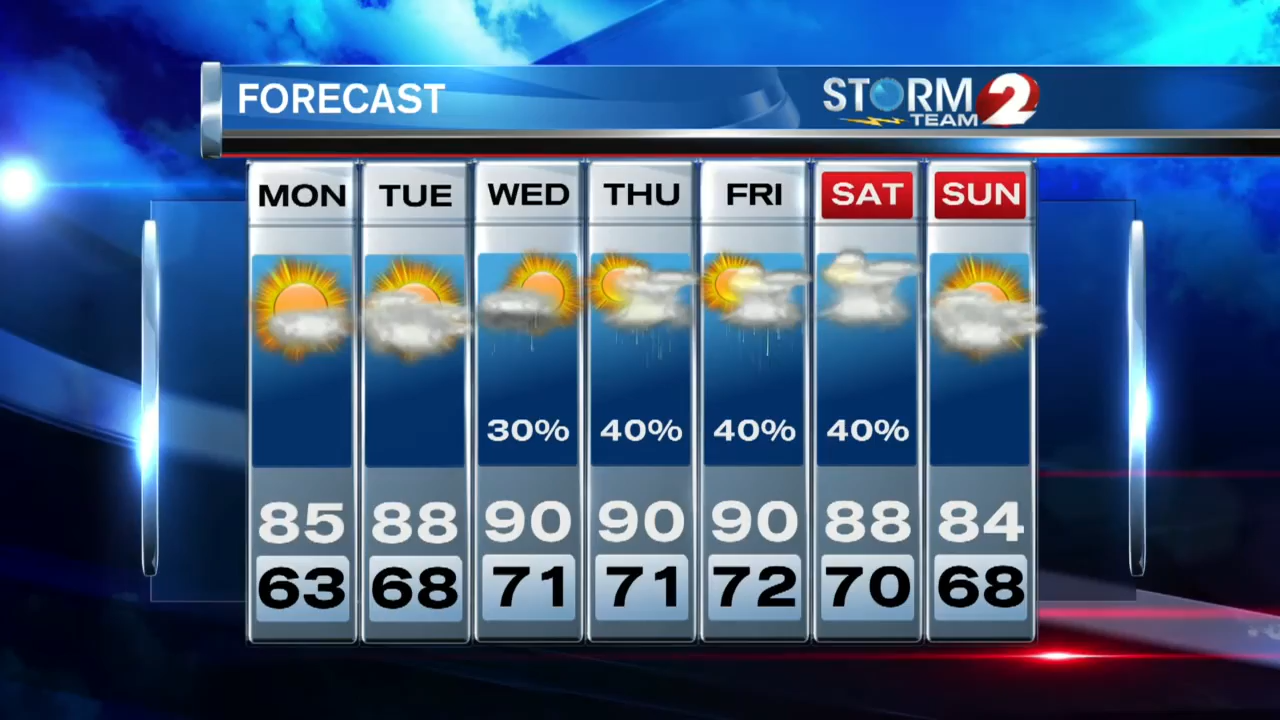 FORECAST
STORM
TEAM 2
MON TUE WED THU FRI SAT SUN
30% 40% 40% 40%
85 88 90 90 90 88 84
63 68 71 71 72 70 68